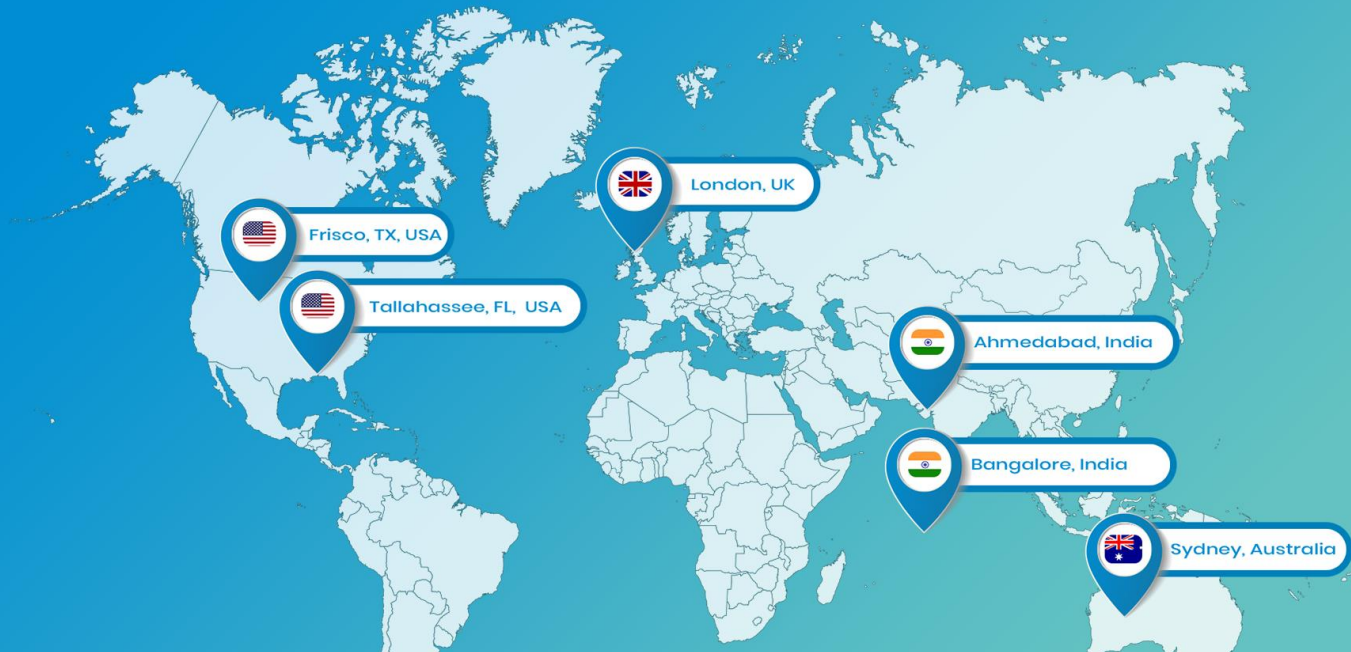 London, UK
Frisco, TX, USA
Tallahassee, FL, USA
Ahmedabad, India
Bangalore, India
Sydney, Australia